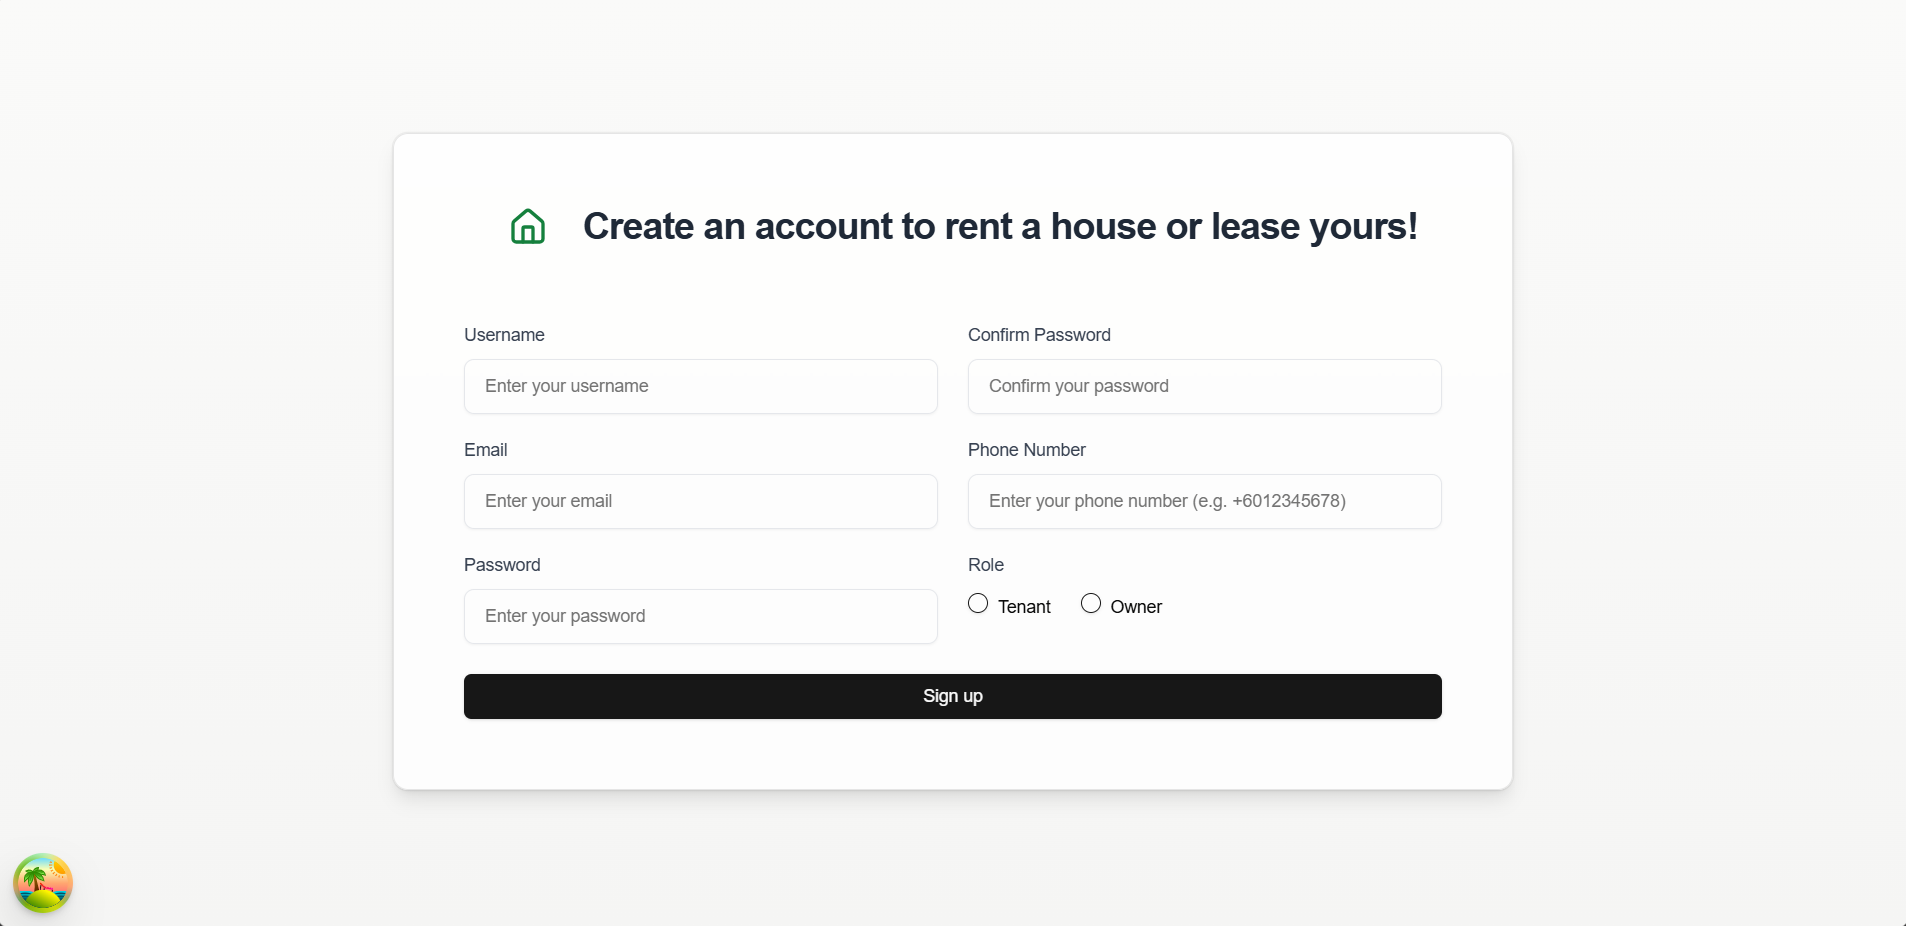 Create an account to rent a house or lease yours!
Username
Enter your username
Confirm Password
Confirm your password
Email
Enter your email
Phone Number
Enter your phone number (e.g. +6012345678)
Password
Enter your password
Role
Tenant
Owner
Sign up